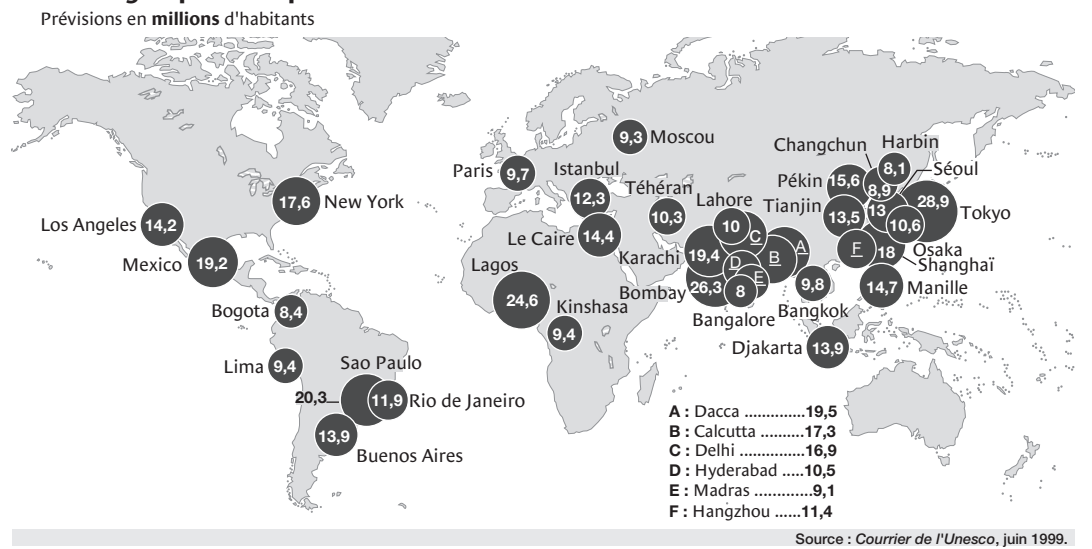 Prévisions en millions d'habitants
9,3 Moscou
Changchun
Harbin
8,1
Paris 9,7
Istanbul
12,3
Pékin 15,6
8,9
Séoul
17,6 New York
Téhéran
10,3
Lahore
10
Tianjin 13,5
13
28,9
Tokyo
Los Angeles 14,2
Le Caire 14,4
10,6
Osaka
Mexico 19,2
Karachi 19,4
C
A
B
D
E
F
18
Shanghaï
Lagos
24,6
Bombay 26,3
8
Bangalore
9,8
Bangkok
14,7 Manille
Bogota 8,4
Kinshasa
9,4
Djakarta 13,9
Lima 9,4
Sao Paulo
20,3
11,9 Rio de Janeiro
13,9
Buenos Aires
A : Dacca .............19,5
B : Calcutta ..........17,3
C : Delhi ..............16,9
D : Hyderabad .....10,5
E : Madras .............9,1
F : Hangzhou ......11,4
Source : Courrier de l'Unesco, juin 1999.